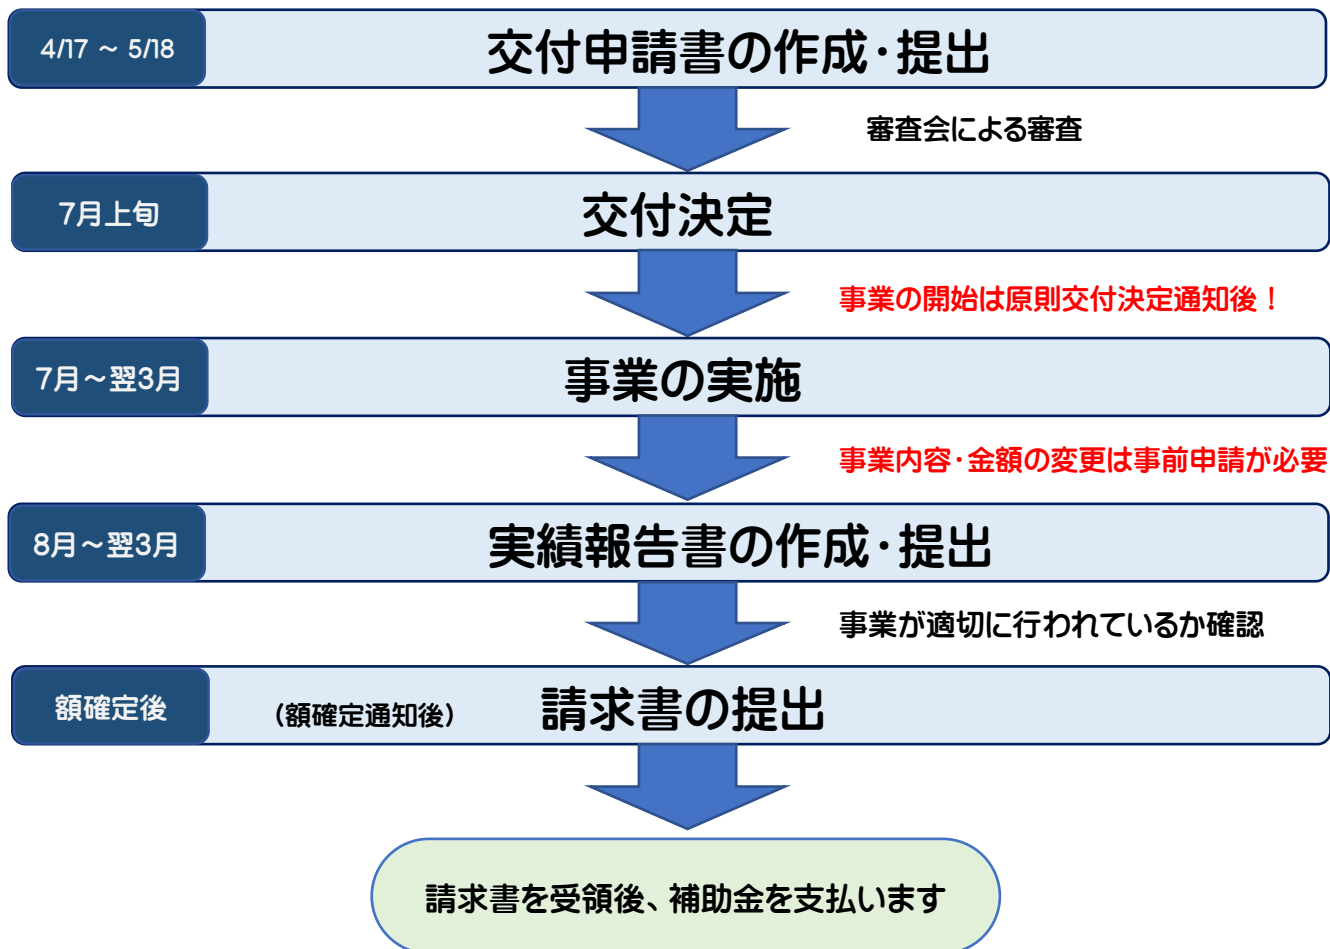 4/17 ～ 5/18
交付申請書の作成・提出
審査会による審査
7月上旬
交付決定
事業の開始は原則交付決定通知後！
7月～翌3月
事業の実施
事業内容・金額の変更は事前申請が必要
8月～翌3月
実績報告書の作成・提出
事業が適切に行われているか確認
額確定後
（額確定通知後）
請求書の提出
請求書を受領後、補助金を支払います